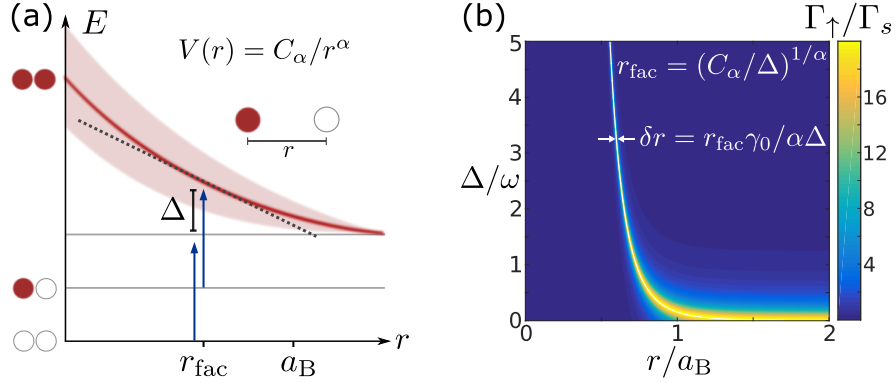 (a)
E
V(r) = C_α/r^α
r
Δ
r_fac
a_B
r
(b)
Γ_↑/Γ_s
r_fac = (C_α/Δ)^{1/α}
δr = r_fac γ_0/αΔ
Δ/ω
5
4
3
2
1
0
0
1
2
r/a_B
16
12
8
4